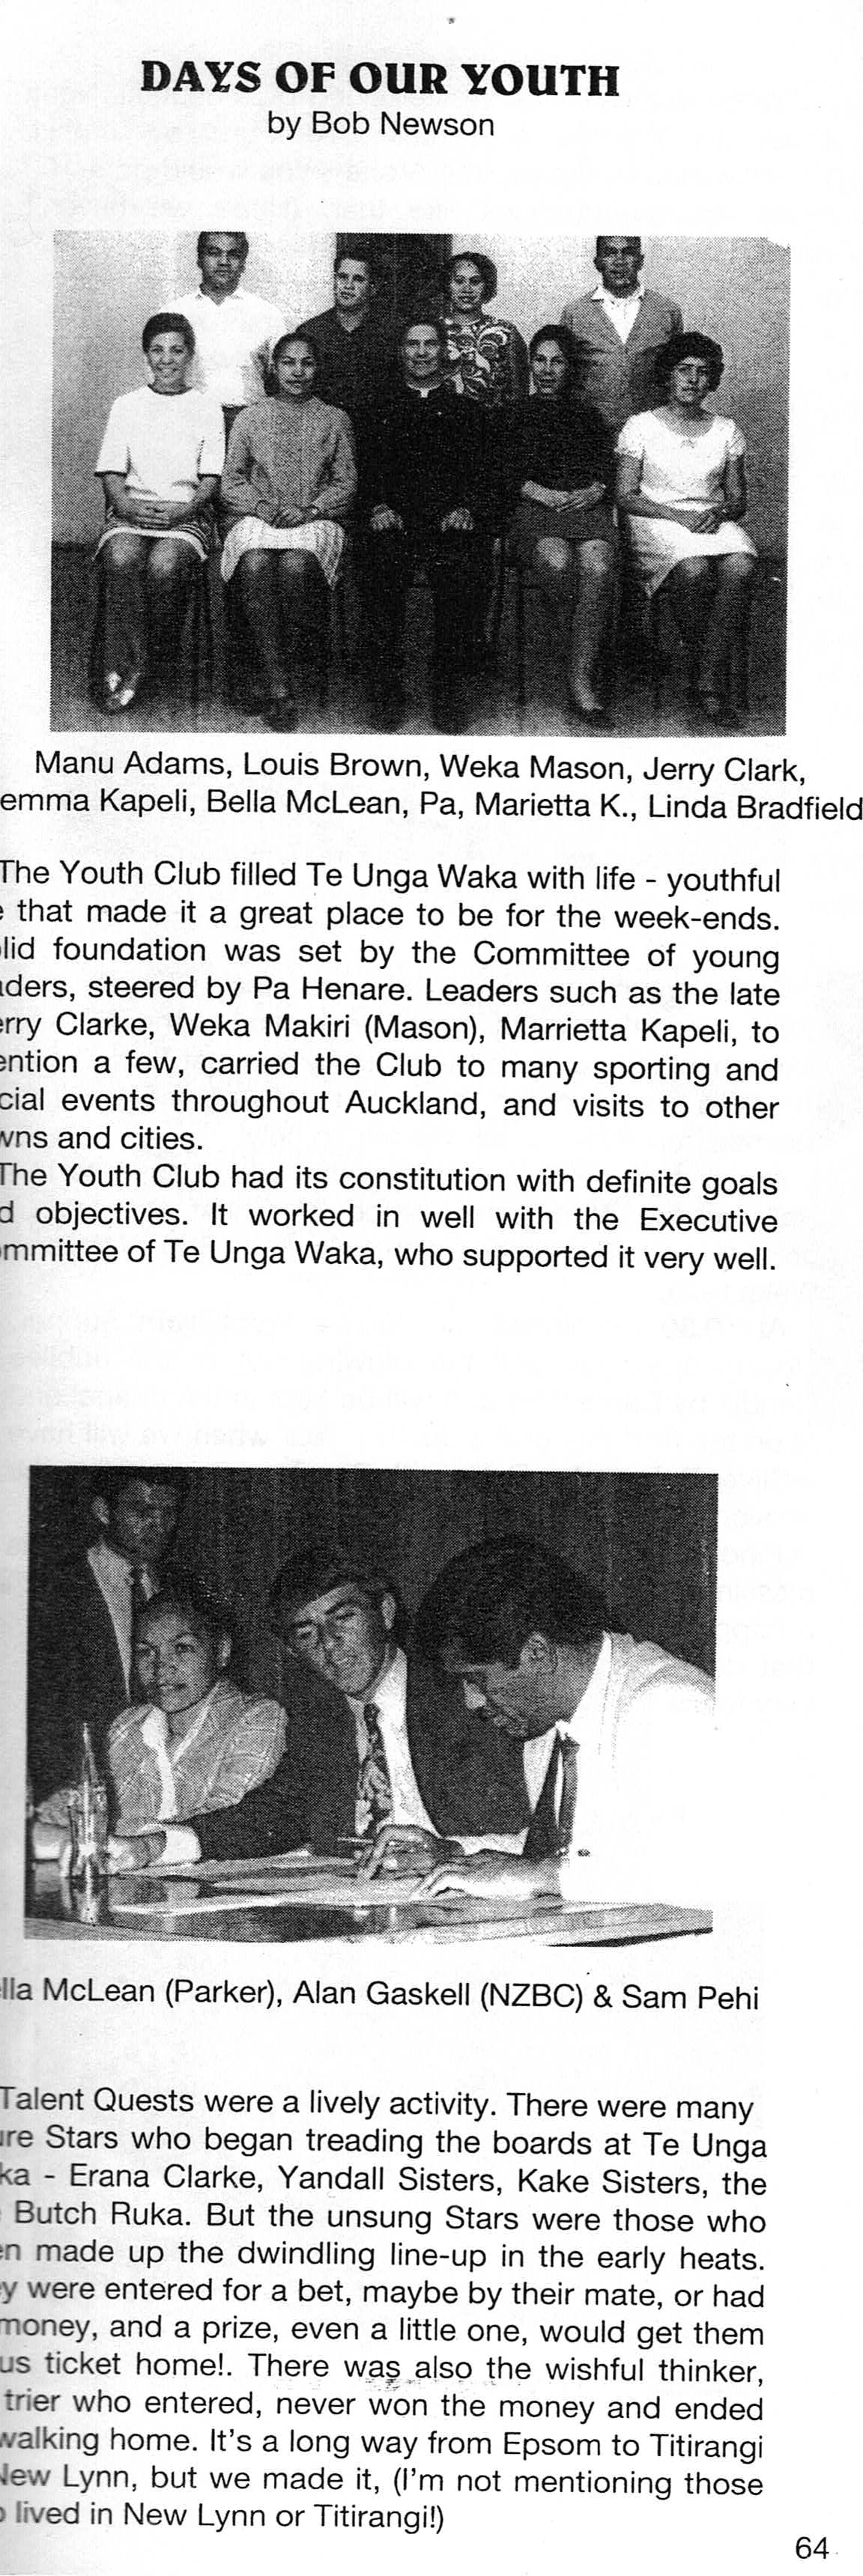 DAYS OF OUR YOUTH
by Bob Newson
Manu Adams, Louis Brown, Weka Mason, Jerry Clark,
emma Kapeli, Bella McLean, Pa, Marietta K., Linda Bradfield
The Youth Club filled Te Unga Waka with life - youthful
e that made it a great place to be for the week-ends.
lid foundation was set by the Committee of young
aders, steered by Pa Henare. Leaders such as the late
erry Clarke, Weka Makiri (Mason), Marrietta Kapeli, to
ention a few, carried the Club to many sporting and
cial events throughout Auckland, and visits to other
wns and cities.
The Youth Club had its constitution with definite goals
d objectives. It worked in well with the Executive
ommittee of Te Unga Waka, who supported it very well.
lla McLean (Parker), Alan Gaskell (NZBC) & Sam Pehi
Talent Quests were a lively activity. There were many
ure Stars who began treading the boards at Te Unga
ka - Erana Clarke, Yandall Sisters, Kake Sisters, the
Butch Ruka. But the unsung Stars were those who
en made up the dwindling line-up in the early heats.
y were entered for a bet, maybe by their mate, or had
money, and a prize, even a little one, would get them
us ticket home!. There was also the wishful thinker,
trier who entered, never won the money and ended
walking home. It's a long way from Epsom to Titirangi
New Lynn, but we made it, (I'm not mentioning those
o lived in New Lynn or Titirangi!)
64